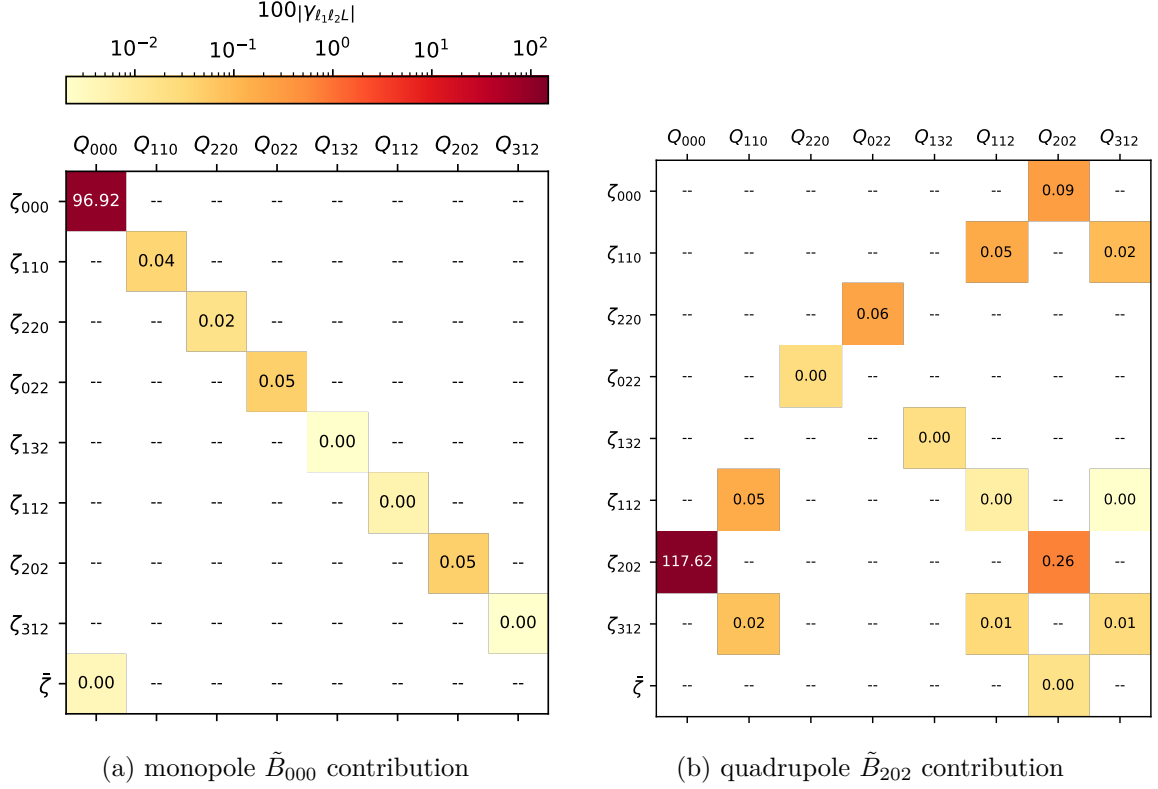 100|γℓ₁ℓ₂L|
10⁻² 10⁻¹ 10⁰ 10¹ 10²
Q₀₀₀ Q₁₁₀ Q₂₂₀ Q₀₂₂ Q₁₃₂ Q₁₁₂ Q₂₀₂ Q₃₁₂
ζ₀₀₀ 96.92 -- -- -- -- -- -- --
ζ₁₁₀ -- 0.04 -- -- -- -- -- --
ζ₂₂₀ -- -- 0.02 -- -- -- -- --
ζ₀₂₂ -- -- -- 0.05 -- -- -- --
ζ₁₃₂ -- -- -- -- 0.00 -- -- --
ζ₁₁₂ -- -- -- -- -- 0.00 -- --
ζ₂₀₂ -- -- -- -- -- -- 0.05 --
ζ₃₁₂ -- -- -- -- -- -- -- 0.00
ζ̄ 0.00 -- -- -- -- -- -- --
(a) monopole B̃₀₀₀ contribution
Q₀₀₀ Q₁₁₀ Q₂₂₀ Q₀₂₂ Q₁₃₂ Q₁₁₂ Q₂₀₂ Q₃₁₂
ζ₀₀₀ -- -- -- -- -- -- 0.09 --
ζ₁₁₀ -- -- -- -- -- 0.05 -- 0.02
ζ₂₂₀ -- -- -- 0.06 -- -- -- --
ζ₀₂₂ -- -- 0.00 -- -- -- -- --
ζ₁₃₂ -- -- -- -- 0.00 -- -- --
ζ₁₁₂ -- 0.05 -- -- -- 0.00 -- 0.00
ζ₂₀₂ 117.62 -- -- -- -- -- 0.26 --
ζ₃₁₂ -- 0.02 -- -- -- 0.01 -- 0.01
ζ̄ -- -- -- -- -- -- 0.00 --
(b) quadrupole B̃₂₀₂ contribution